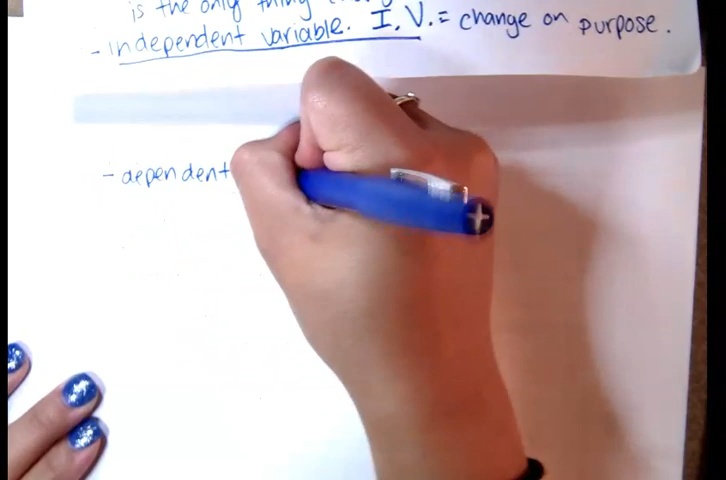 is the only thing
- independent variable. I.V. = change on purpose.
- dependent